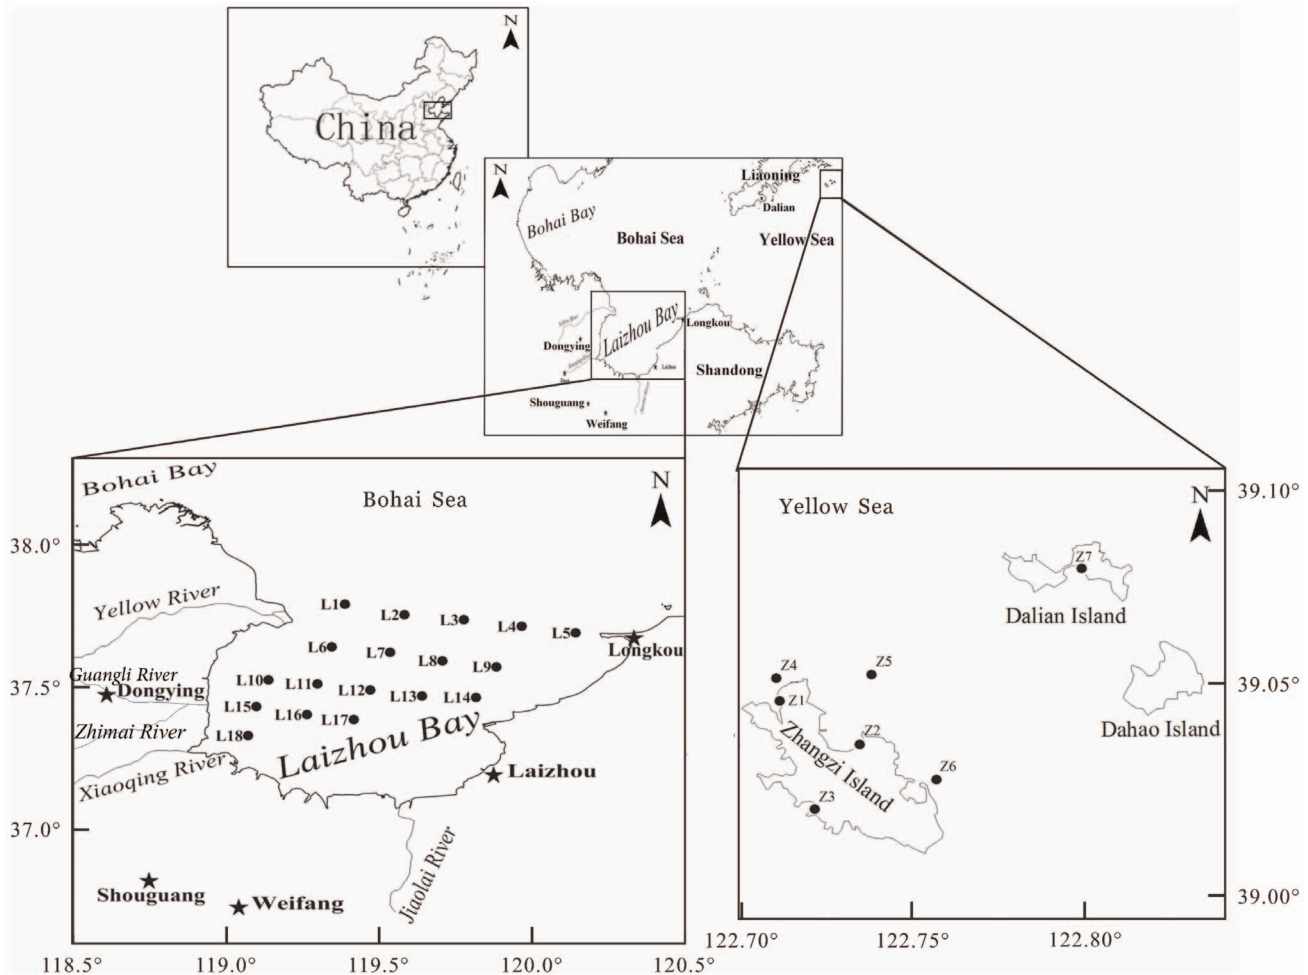 N
China
N
Liaoning
Dalian
Bohai Bay
Bohai Sea
Yellow Sea
Laizhou Bay
Longkou
Dongying
Laizhou
Shandong
Shouguang
Weifang
Bohai Bay
Bohai Sea
N
38.0°
Yellow River
L1
L2
L3
L4
L5
L6
L7
L8
L9
Longkou
Guangli River
37.5°
Dongying
L10
L11
L12
L13
L14
L15
L16
L17
L18
Zhimai River
Laizhou Bay
Xiaoqing River
Laizhou
37.0°
Jiaolai River
Shouguang
Weifang
118.5°
119.0°
119.5°
120.0°
120.5°
Yellow Sea
N
39.10°
Z7
Dalian Island
Z4
Z5
39.05°
Z1
Z2
Dahao Island
Zhangzi Island
Z6
Z3
39.00°
122.70°
122.75°
122.80°